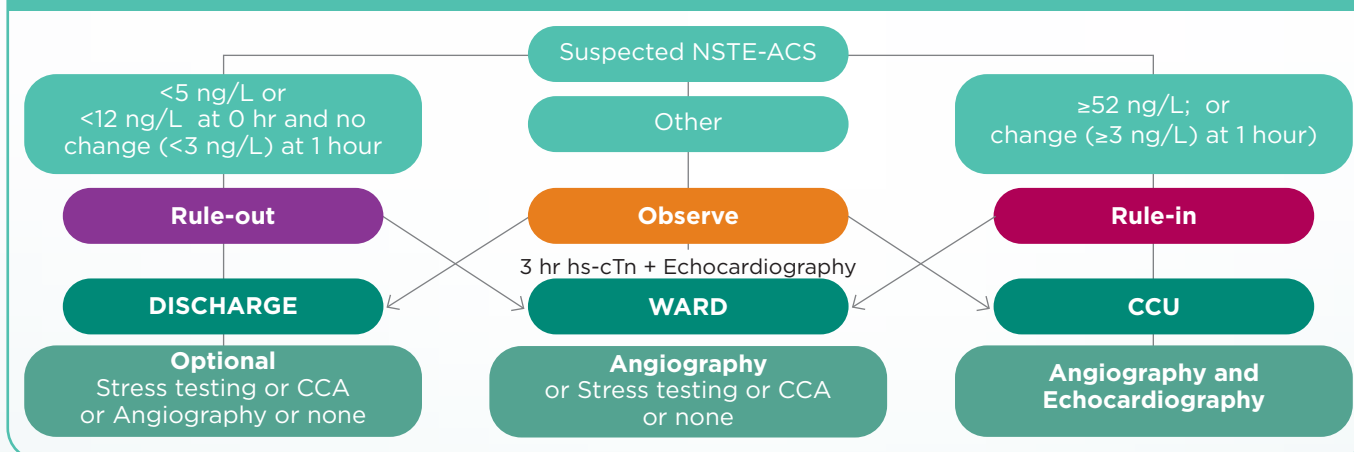 Suspected NSTE-ACS
<5 ng/L or
<12 ng/L at 0 hr and no
change (<3 ng/L) at 1 hour
Other
≥52 ng/L; or
change (≥3 ng/L) at 1 hour)
Rule-out
Observe
Rule-in
3 hr hs-cTn + Echocardiography
DISCHARGE
WARD
CCU
Optional
Stress testing or CCA
or Angiography or none
Angiography
or Stress testing or CCA
or none
Angiography and
Echocardiography